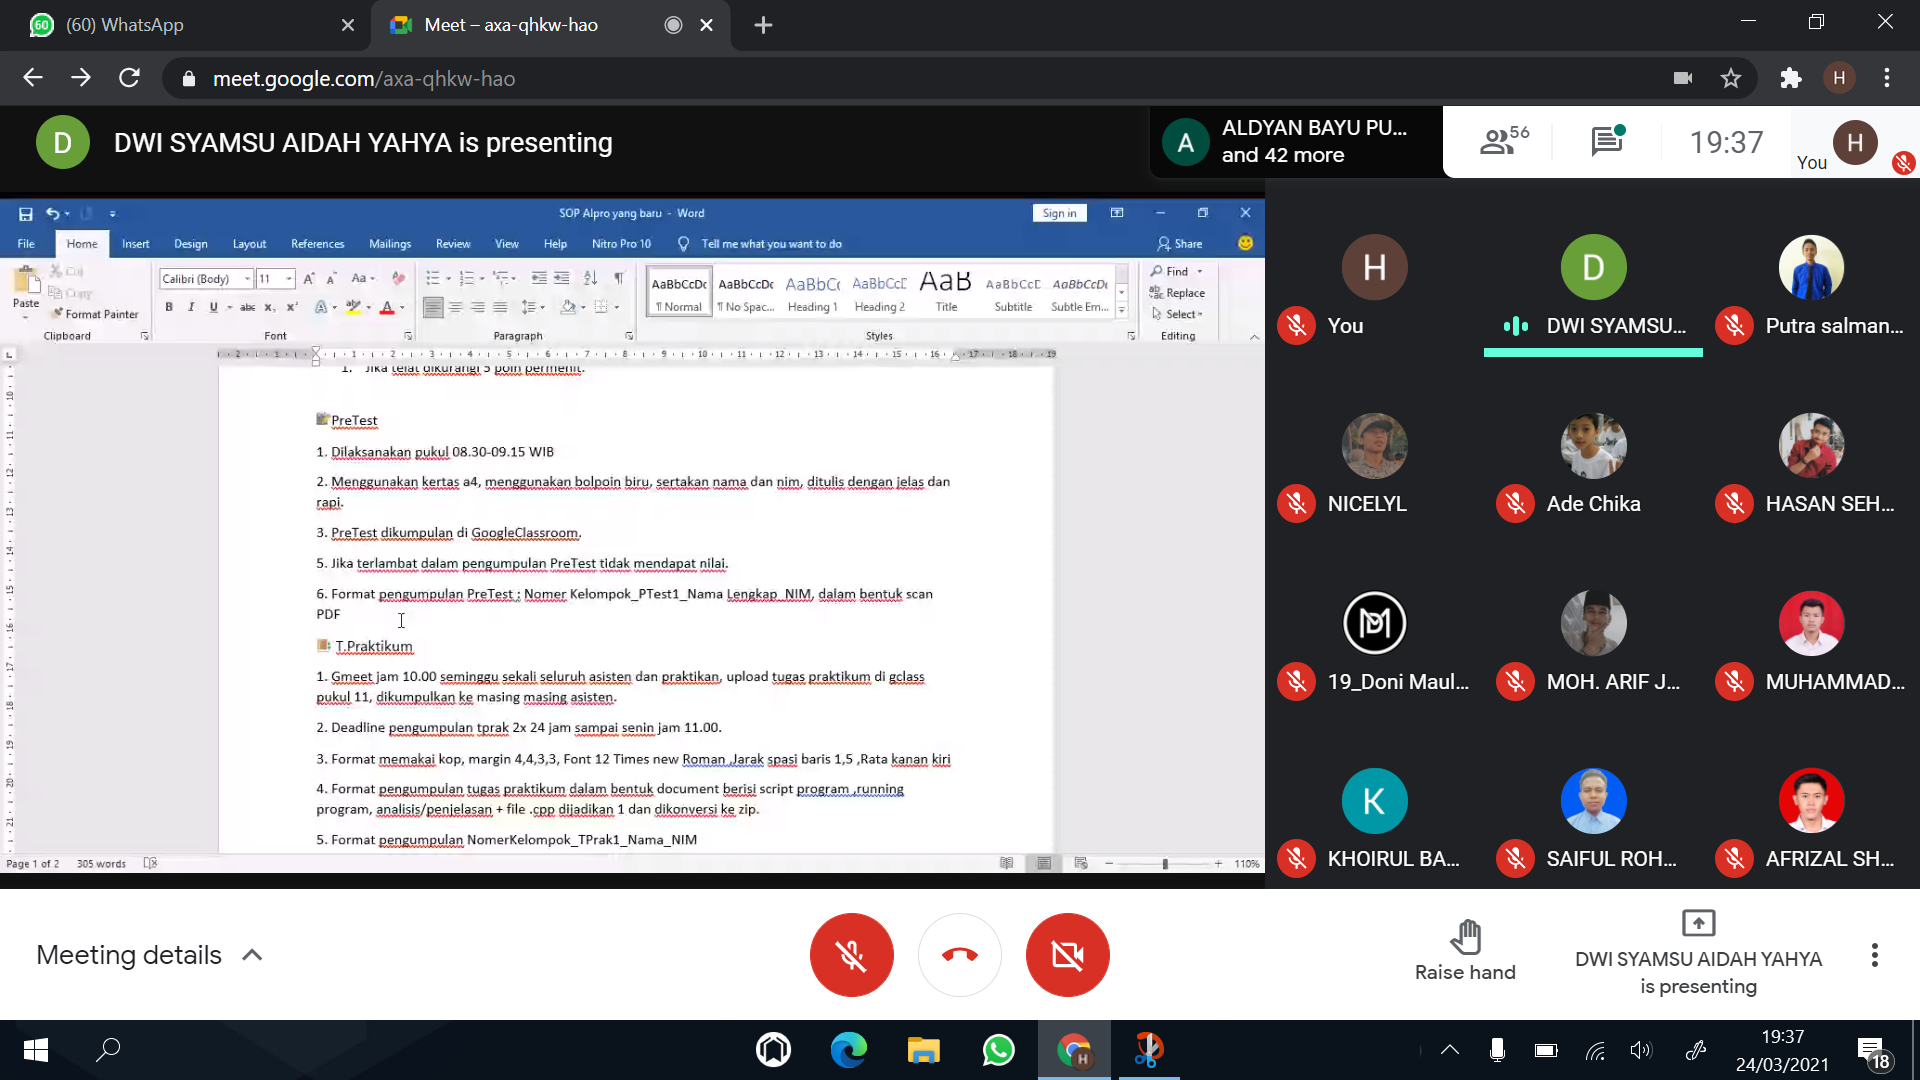 (60) WhatsApp
Meet – axa-qhkw-hao
meet.google.com/axa-qhkw-hao
H
D
DWI SYAMSU AIDAH YAHYA is presenting
A
ALDYAN BAYU PU...
and 42 more
56
19:37
You
H
SOP Alpro yang baru - Word
Sign in
File Home Insert Design Layout References Mailings Review View Help Nitro Pro 10 Tell me what you want to do Share
Paste
Cut
Copy
Format Painter
Clipboard
Calibri (Body) 11
Font
Paragraph
AaBbCcDc AaBbCcDc AaBbCc AaBbCcD AaB AaBbCcD AaBbCcDc
Normal No Spac... Heading 1 Heading 2 Title Subtitle Subtle Em...
Styles
Find
Replace
Select
Editing
1. Jika telat dikurangi 5 poin permenit.
PreTest
1. Dilaksanakan pukul 08.30-09.15 WIB
2. Menggunakan kertas a4, menggunakan bolpoin biru, sertakan nama dan nim, ditulis dengan jelas dan
rapi.
3. PreTest dikumpulan di GoogleClassroom.
5. Jika terlambat dalam pengumpulan PreTest tidak mendapat nilai.
6. Format pengumpulan PreTest : Nomer Kelompok_PTest1_Nama Lengkap_NIM, dalam bentuk scan
PDF
T.Praktikum
1. Gmeet jam 10.00 seminggu sekali seluruh asisten dan praktikan, upload tugas praktikum di gclass
pukul 11, dikumpulkan ke masing masing asisten.
2. Deadline pengumpulan tprak 2x 24 jam sampai senin jam 11.00.
3. Format memakai kop, margin 4,4,3,3, Font 12 Times new Roman ,Jarak spasi baris 1,5 ,Rata kanan kiri
4. Format pengumpulan tugas praktikum dalam bentuk document berisi script program ,running
program, analisis/penjelasan + file .cpp dijadikan 1 dan dikonversi ke zip.
5. Format pengumpulan NomerKelompok_TPrak1_Nama_NIM
Page 1 of 2 305 words
110%
H
You
D
DWI SYAMSU...
Putra salman...
NICELYL
Ade Chika
HASAN SEH...
19_Doni Maul...
MOH. ARIF J...
MUHAMMAD...
K
KHOIRUL BA...
SAIFUL ROH...
AFRIZAL SH...
Meeting details
Raise hand
DWI SYAMSU AIDAH YAHYA
is presenting
19:37
24/03/2021
18